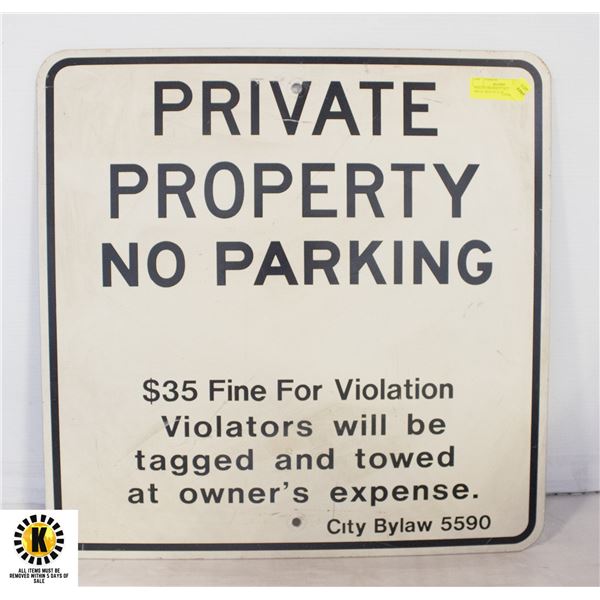 PRIVATE
PROPERTY
NO PARKING
$35 Fine For Violation
Violators will be
tagged and towed
at owner's expense.
City Bylaw 5590
K
ALL ITEMS MUST BE
REMOVED WITHIN 5 DAYS OF
SALE